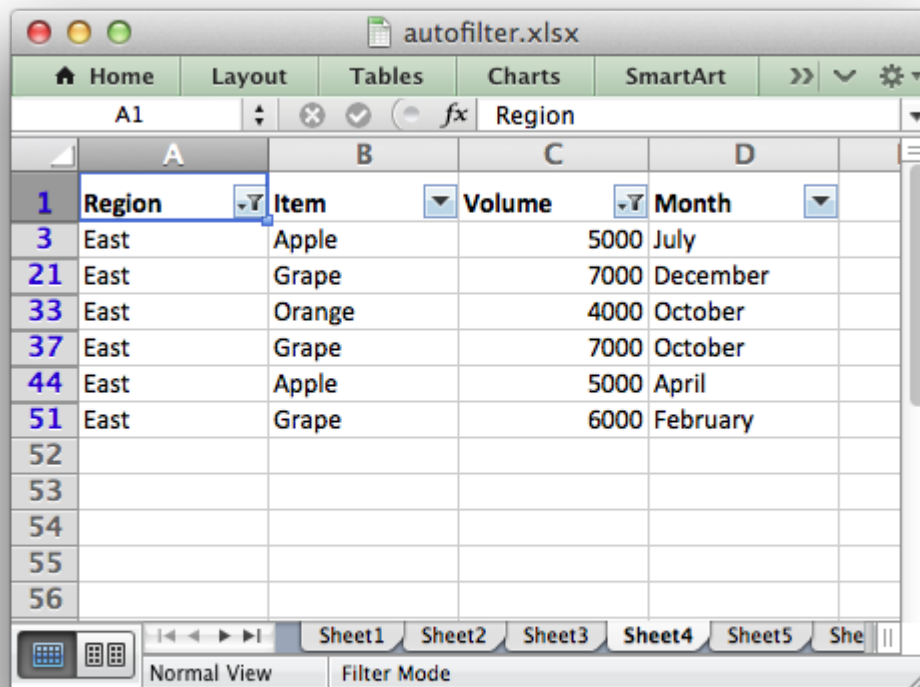 autofilter.xlsx
Home Layout Tables Charts SmartArt
A1 fx Region
A B C D
1 Region Item Volume Month
3 East Apple 5000 July
21 East Grape 7000 December
33 East Orange 4000 October
37 East Grape 7000 October
44 East Apple 5000 April
51 East Grape 6000 February
52
53
54
55
56
Sheet1 Sheet2 Sheet3 Sheet4 Sheet5 She
Normal View Filter Mode